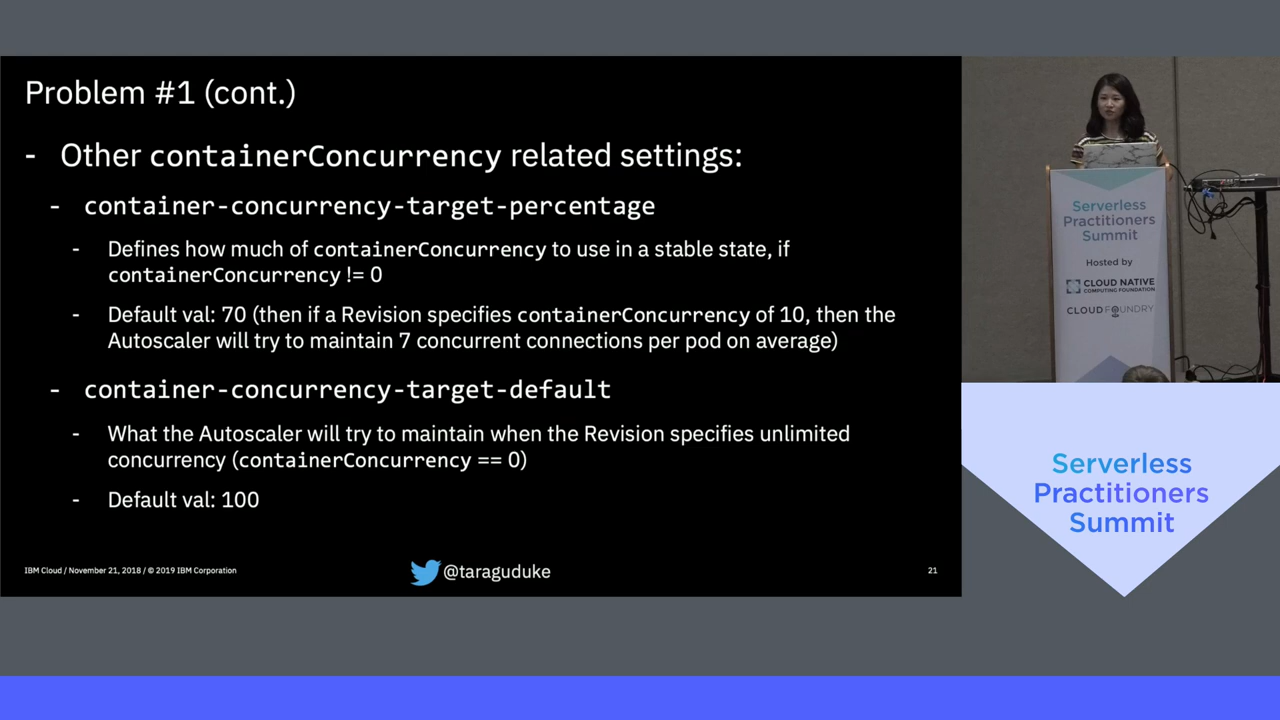 Problem #1 (cont.)
- Other containerConcurrency related settings:
- container-concurrency-target-percentage
- Defines how much of containerConcurrency to use in a stable state, if
containerConcurrency != 0
- Default val: 70 (then if a Revision specifies containerConcurrency of 10, then the
Autoscaler will try to maintain 7 concurrent connections per pod on average)
- container-concurrency-target-default
- What the Autoscaler will try to maintain when the Revision specifies unlimited
concurrency (containerConcurrency == 0)
- Default val: 100
IBM Cloud / November 21, 2018 / © 2019 IBM Corporation
@taraguduke
21
Serverless
Practitioners
Summit
Hosted by
CLOUD NATIVE
COMPUTING FOUNDATION
CLOUD FOUNDRY
Serverless
Practitioners
Summit